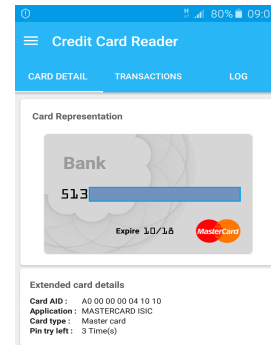 80% 09:0
Credit Card Reader
CARD DETAIL TRANSACTIONS LOG
Card Representation
Bank
513
Expire 10/18
MasterCard
Extended card details
Card AID : A0 00 00 00 04 10 10
Application : MASTERCARD ISIC
Card type : Master card
Pin try left : 3 Time(s)